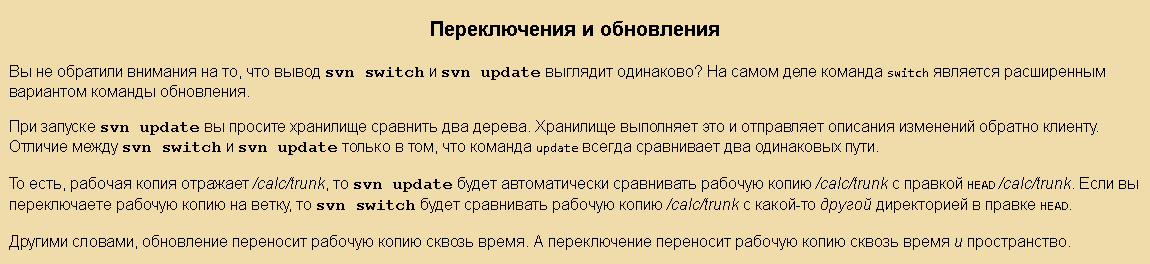 Переключения и обновления
Вы не обратили внимания на то, что вывод svn switch и svn update выглядит одинаково? На самом деле команда switch является расширенным
вариантом команды обновления.
При запуске svn update вы просите хранилище сравнить два дерева. Хранилище выполняет это и отправляет описания изменений обратно клиенту.
Отличие между svn switch и svn update только в том, что команда update всегда сравнивает два одинаковых пути.
То есть, рабочая копия отражает /calc/trunk, то svn update будет автоматически сравнивать рабочую копию /calc/trunk с правкой HEAD /calc/trunk. Если вы
переключаете рабочую копию на ветку, то svn switch будет сравнивать рабочую копию /calc/trunk с какой-то другой директорией в правке HEAD.
Другими словами, обновление переносит рабочую копию сквозь время. А переключение переносит рабочую копию сквозь время и пространство.